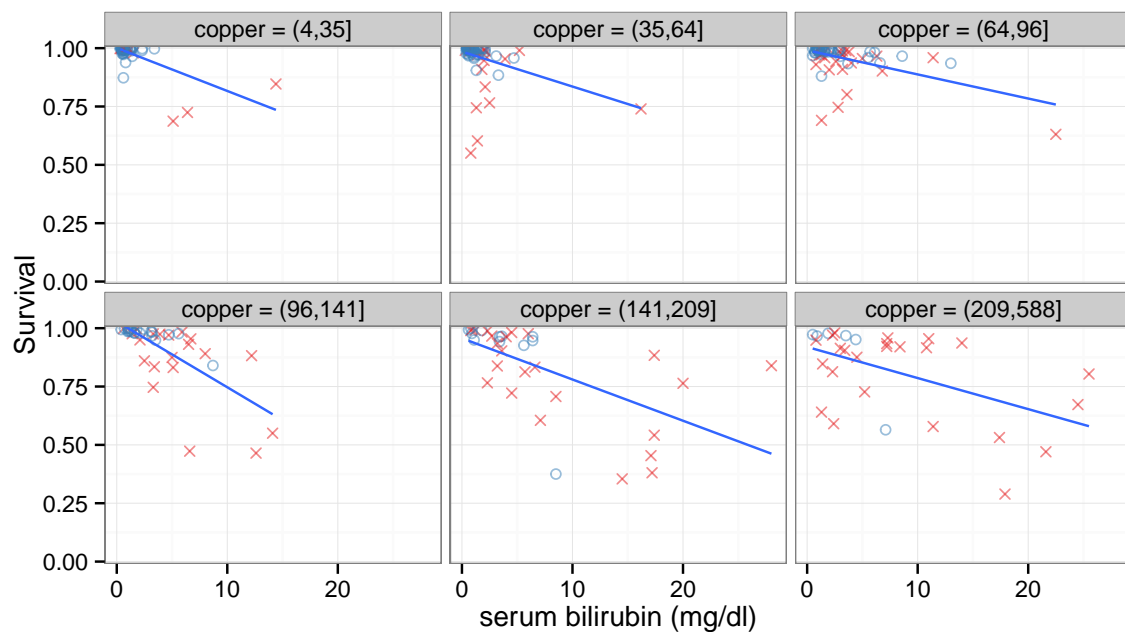 copper = (4,35]
copper = (35,64]
copper = (64,96]
1.00
0.75
0.50
0.25
0.00
copper = (96,141]
copper = (141,209]
copper = (209,588]
1.00
0.75
0.50
0.25
0.00
Survival
0 10 20
0 10 20
0 10 20
serum bilirubin (mg/dl)